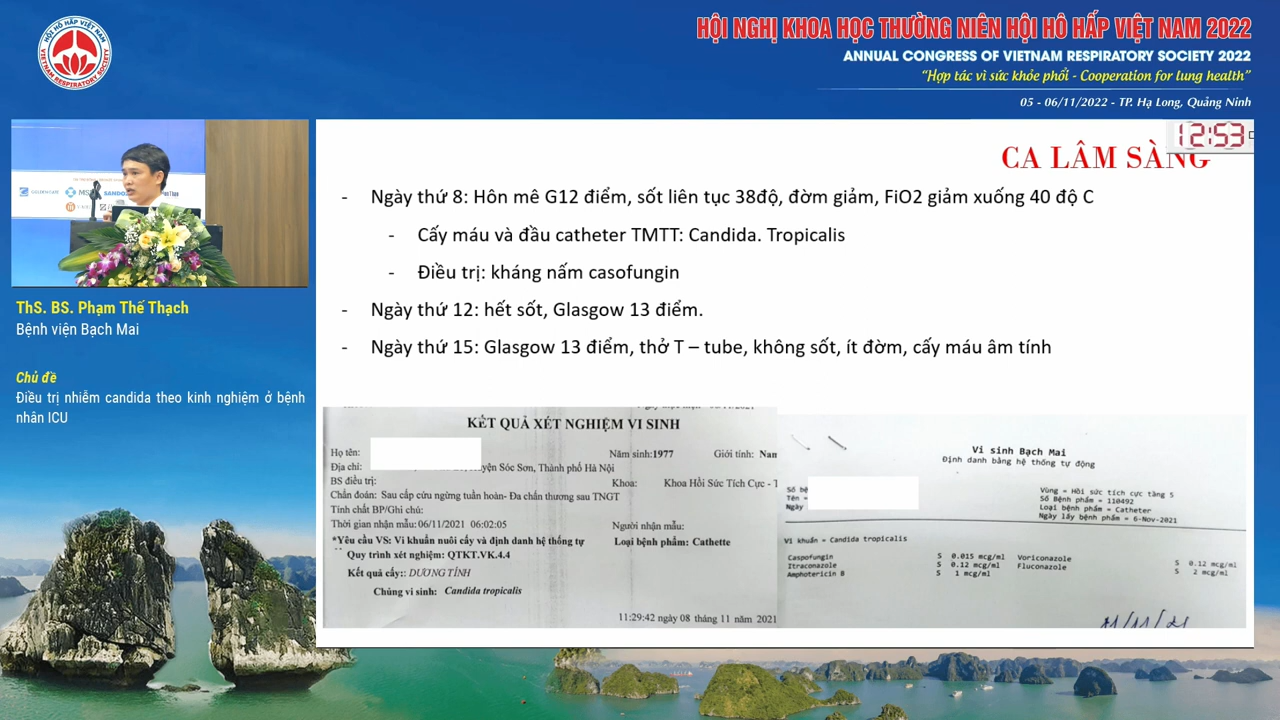 HỘI HÔ HẤP VIỆT NAM
VIETNAM RESPIRATORY SOCIETY
HỘI NGHỊ KHOA HỌC THƯỜNG NIÊN HỘI HÔ HẤP VIỆT NAM 2022
ANNUAL CONGRESS OF VIETNAM RESPIRATORY SOCIETY 2022
“Hợp tác vì sức khỏe phổi - Cooperation for lung health”
05 - 06/11/2022 - TP. Hạ Long, Quảng Ninh
12:53
CA LÂM SÀNG
- Ngày thứ 8: Hôn mê G12 điểm, sốt liên tục 38độ, đờm giảm, FiO2 giảm xuống 40 độ C
- Cấy máu và đầu catheter TMTT: Candida. Tropicalis
- Điều trị: kháng nấm casofungin
- Ngày thứ 12: hết sốt, Glasgow 13 điểm.
- Ngày thứ 15: Glasgow 13 điểm, thở T – tube, không sốt, ít đờm, cấy máu âm tính
ThS. BS. Phạm Thế Thạch
Bệnh viện Bạch Mai
Chủ đề
Điều trị nhiễm candida theo kinh nghiệm ở bệnh
nhân ICU
KẾT QUẢ XÉT NGHIỆM VI SINH
Họ tên: Năm sinh:1977 Giới tính: Nam
Địa chỉ: Sóc Sơn, Thành phố Hà Nội
BS điều trị: Khoa: Khoa Hồi Sức Tích Cực - T
Chẩn đoán: Sau cấp cứu ngừng tuần hoàn- Đa chấn thương sau TNGT
Tính chất BP/Ghi chú:
Thời gian nhận mẫu: 06/11/2021 06:02:05 Người nhận mẫu:
*Yêu cầu VS: Vi khuẩn nuôi cấy và định danh hệ thống tự Loại bệnh phẩm: Cathette
Quy trình xét nghiệm: QTKT.VK.4.4
Kết quả cấy:: DƯƠNG TÍNH
Chủng vi sinh: Candida tropicalis
11:29:42 ngày 08 tháng 11 năm 2021
Vi sinh Bạch Mai
Định danh bằng hệ thống tự động
Số bệ Vùng = Hồi sức tích cực tầng 5
Tên = Số Bệnh phẩm = 110492
Ngày Loại bệnh phẩm = Catheter
Ngày lấy bệnh phẩm = 6-Nov-2021
Vi khuẩn = Candida tropicalis
Caspofungin S 0.015 mcg/ml Voriconazole S 0.12 mcg/ml
Itraconazole S 0.12 mcg/ml Fluconazole S 2 mcg/ml
Amphotericin B S 1 mcg/ml